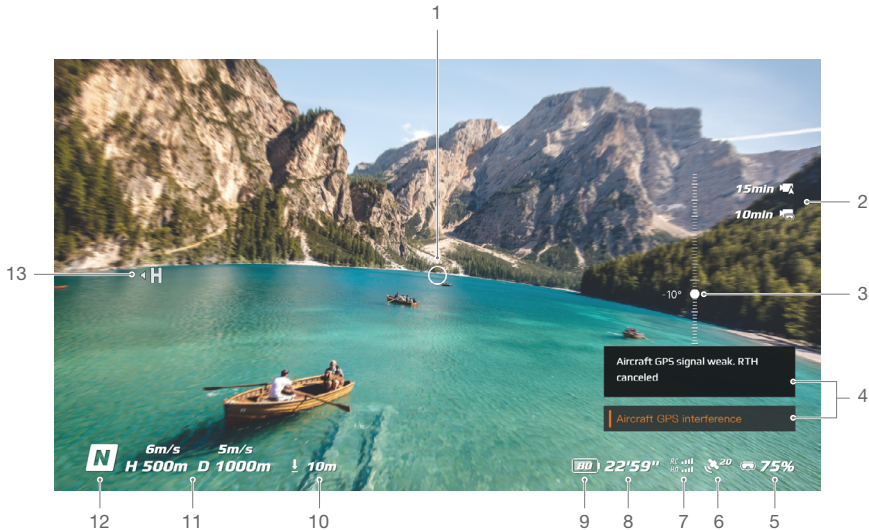 1
15min
2
10min
13
H
-10°
3
Aircraft GPS signal weak. RTH
canceled
4
Aircraft GPS interference
6m/s 5m/s
N H 500m D 1000m 10m
80 22'59" RC HD 20 75%
12 11 10 9 8 7 6 5